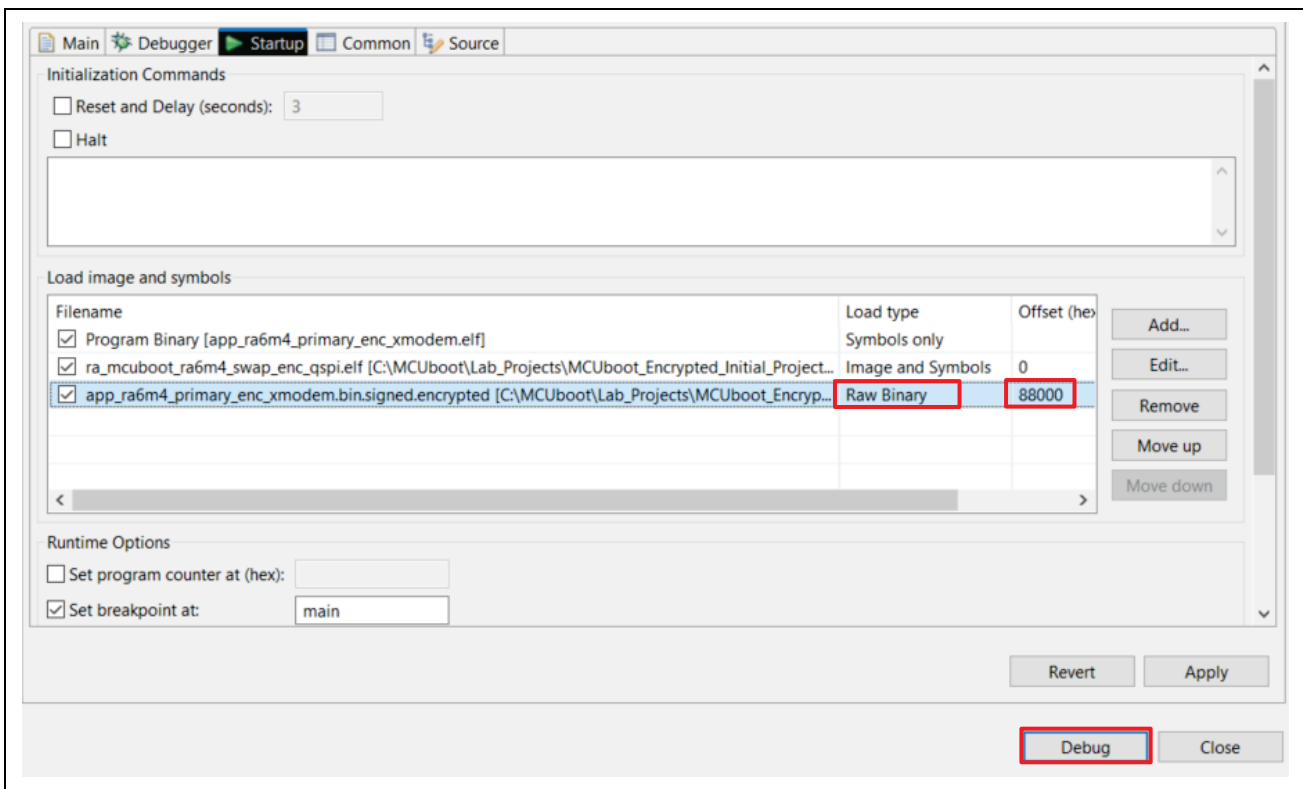 Main Debugger Startup Common Source
Initialization Commands
Reset and Delay (seconds): 3
Halt
Load image and symbols
Filename Load type Offset (hex
Program Binary [app_ra6m4_primary_enc_xmodem.elf] Symbols only
ra_mcuboot_ra6m4_swap_enc_qspi.elf [C:\MCUboot\Lab_Projects\MCUboot_Encrypted_Initial_Project... Image and Symbols 0
app_ra6m4_primary_enc_xmodem.bin.signed.encrypted [C:\MCUboot\Lab_Projects\MCUboot_Encryp... Raw Binary 88000
Add...
Edit...
Remove
Move up
Move down
Runtime Options
Set program counter at (hex):
Set breakpoint at: main
Revert Apply
Debug Close